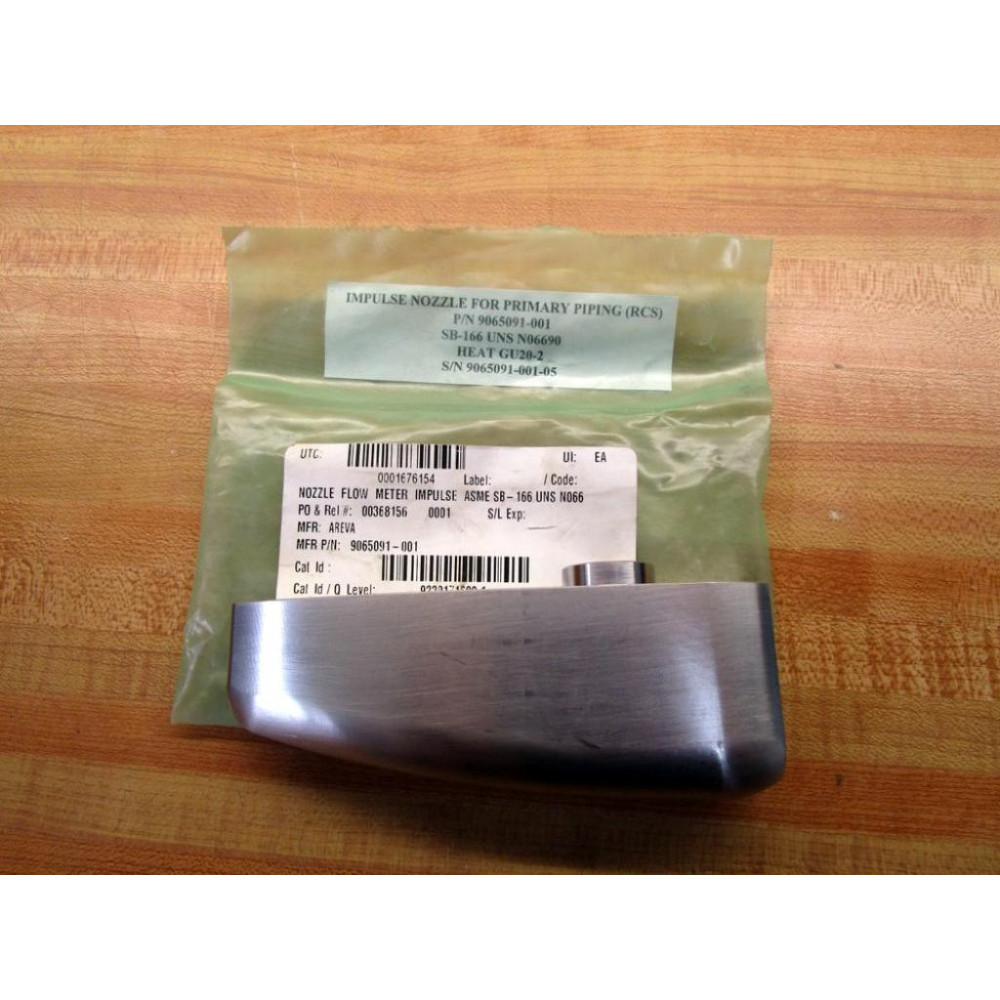 IMPULSE NOZZLE FOR PRIMARY PIPING (RCS)
P/N 9065091-001
SB-166 UNS N06690
HEAT GU20-2
S/N 9065091-001-05
UTC: UI: EA
0001676154 Label: / Code:
NOZZLE FLOW METER IMPULSE ASME SB-166 UNS N066
PO & Rel #: 00368156 0001 S/L Exp:
MFR: AREVA
MFR P/N: 9065091-001
Cat Id :
Cat Id / Q Level: